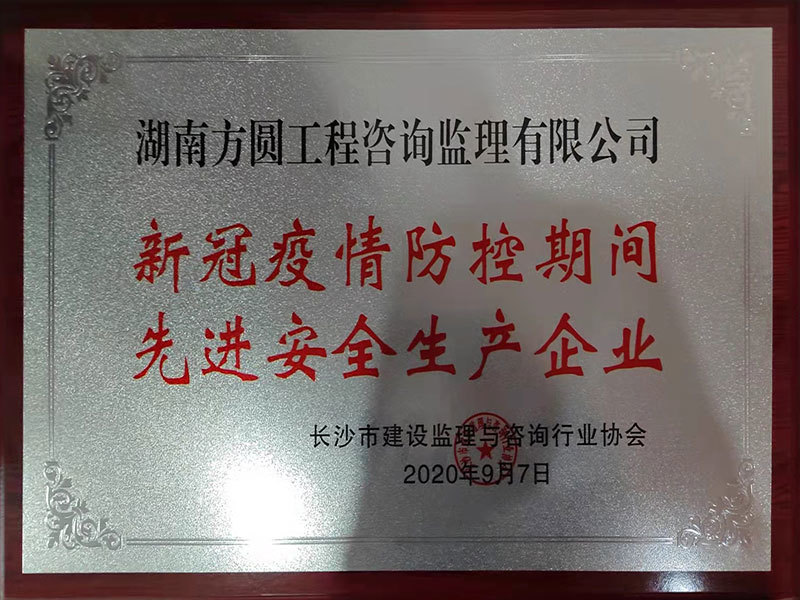 湖南方圆工程咨询监理有限公司
新冠疫情防控期间
先进安全生产企业
长沙市建设监理与咨询行业协会
2020年9月7日